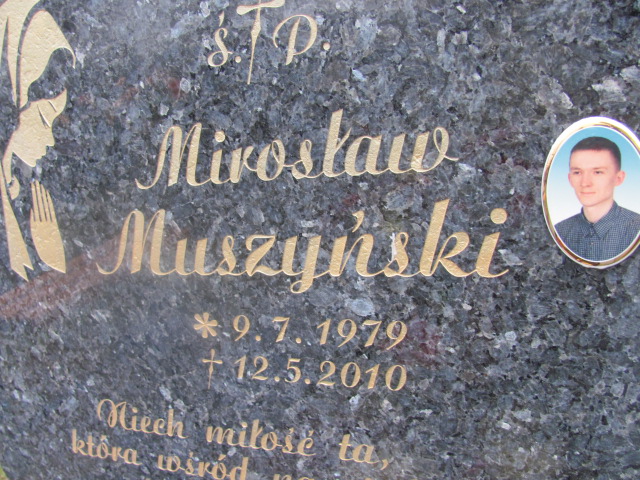 Ś. † P.
Mirosław
Muszyński
* 9.7.1979
† 12.5.2010
Niech miłość ta,
która wśród